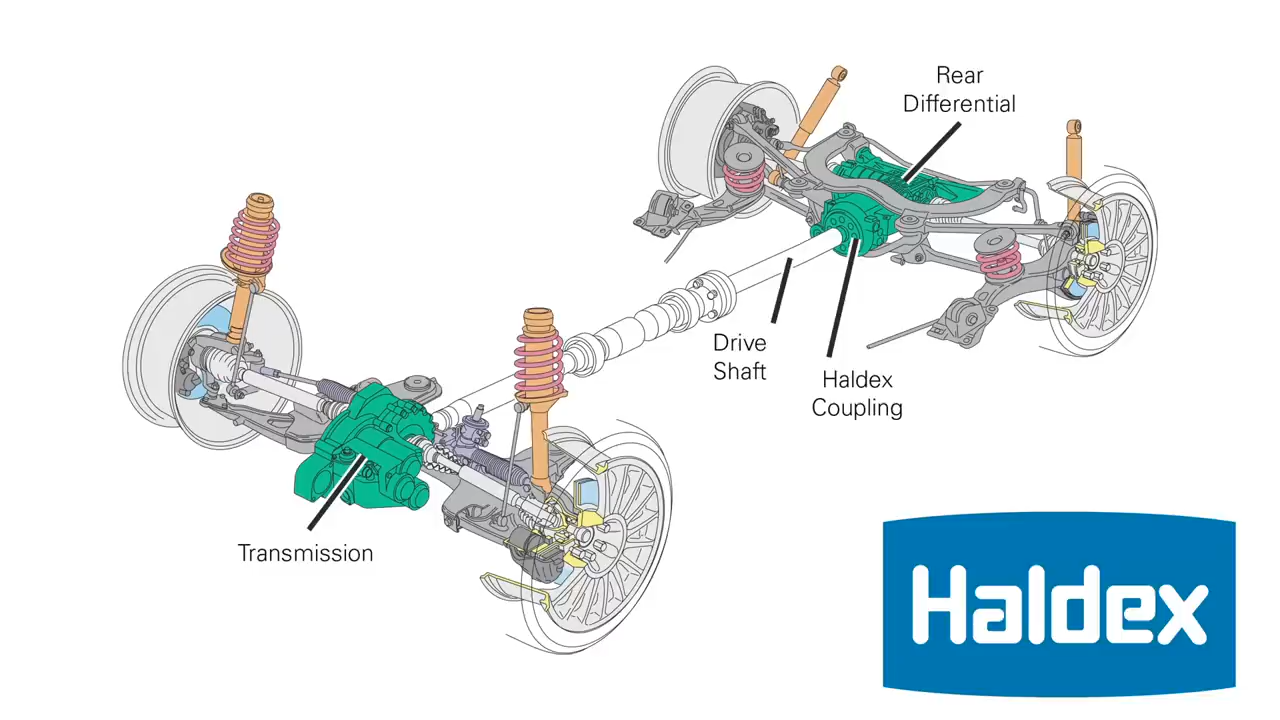 Rear
Differential
Drive
Shaft
Haldex
Coupling
Transmission
Haldex